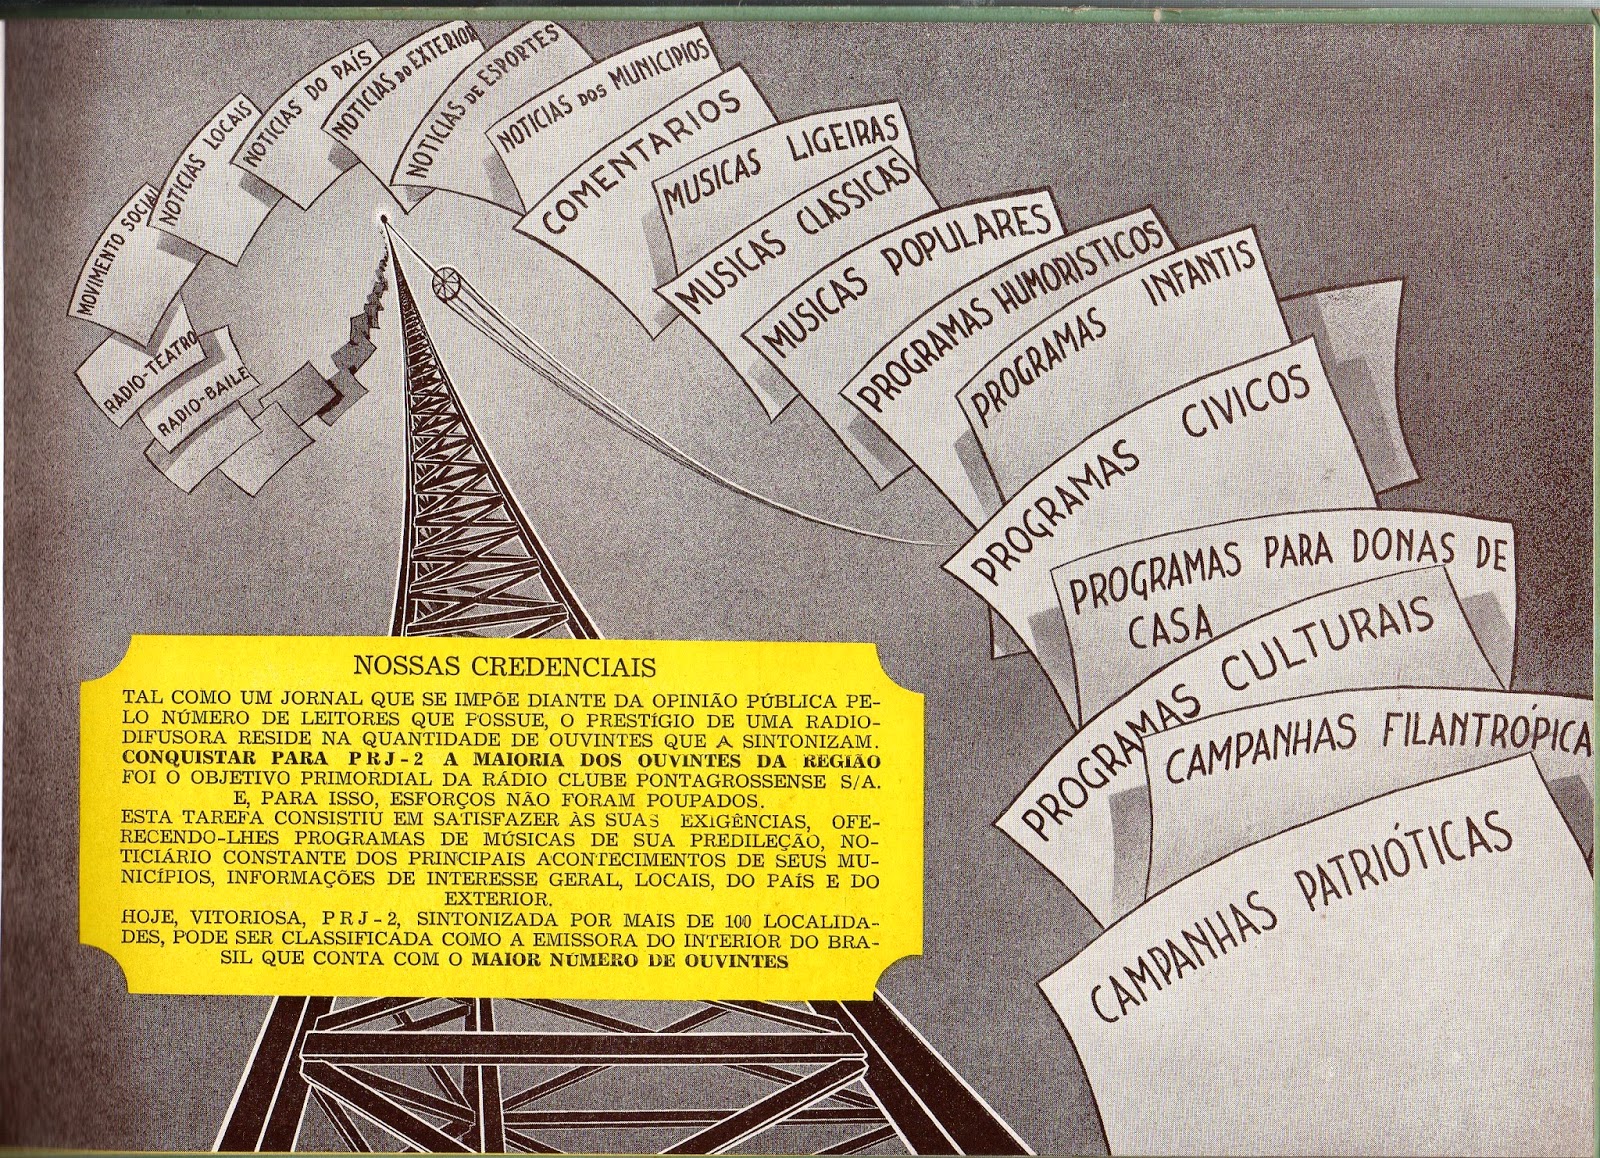 RADIO-BAILE
RADIO-TEATRO
MOVIMENTO SOCIAL
NOTICIAS LOCAIS
NOTICIAS DO PAÍS
NOTICIAS DO EXTERIOR
NOTICIAS DE ESPORTES
NOTICIAS DOS MUNICIPIOS
COMENTARIOS
MUSICAS LIGEIRAS
MUSICAS CLASSICAS
MUSICAS POPULARES
PROGRAMAS HUMORISTICOS
PROGRAMAS INFANTIS
PROGRAMAS CIVICOS
PROGRAMAS PARA DONAS DE
CASA
PROGRAMAS CULTURAIS
CAMPANHAS FILANTRÓPICA
CAMPANHAS PATRIÓTICAS
NOSSAS CREDENCIAIS
TAL COMO UM JORNAL QUE SE IMPÕE DIANTE DA OPINIÃO PÚBLICA PE-
LO NÚMERO DE LEITORES QUE POSSUE, O PRESTÍGIO DE UMA RADIO-
DIFUSORA RESIDE NA QUANTIDADE DE OUVINTES QUE A SINTONIZAM.
CONQUISTAR PARA PRJ-2 A MAIORIA DOS OUVINTES DA REGIÃO
FOI O OBJETIVO PRIMORDIAL DA RÁDIO CLUBE PONTAGROSSENSE S/A.
E, PARA ISSO, ESFORÇOS NÃO FORAM POUPADOS.
ESTA TAREFA CONSISTIU EM SATISFAZER ÀS SUAS EXIGÊNCIAS, OFE-
RECENDO-LHES PROGRAMAS DE MÚSICAS DE SUA PREDILEÇÃO, NO-
TICIÁRIO CONSTANTE DOS PRINCIPAIS ACONTECIMENTOS DE SEUS MU-
NICÍPIOS, INFORMAÇÕES DE INTERESSE GERAL, LOCAIS, DO PAÍS E DO
EXTERIOR.
HOJE, VITORIOSA, PRJ-2, SINTONIZADA POR MAIS DE 100 LOCALIDA-
DES, PODE SER CLASSIFICADA COMO A EMISSORA DO INTERIOR DO BRA-
SIL QUE CONTA COM O MAIOR NÚMERO DE OUVINTES